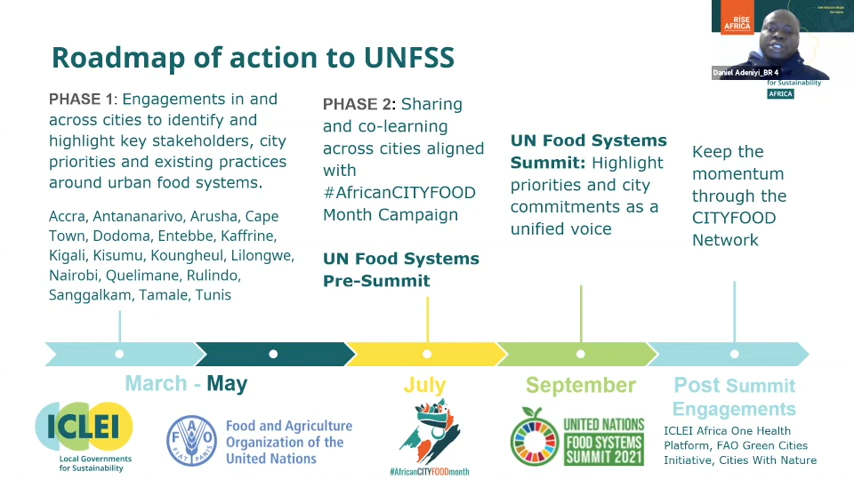 Roadmap of action to UNFSS
PHASE 1: Engagements in and
across cities to identify and
highlight key stakeholders, city
priorities and existing practices
around urban food systems.
Accra, Antananarivo, Arusha, Cape
Town, Dodoma, Entebbe, Kaffrine,
Kigali, Kisumu, Koungheul, Lilongwe,
Nairobi, Quelimane, Rulindo,
Sanggalkam, Tamale, Tunis
PHASE 2: Sharing
and co-learning
across cities aligned
with
#AfricanCITYFOOD
Month Campaign
UN Food Systems
Pre-Summit
UN Food Systems
Summit: Highlight
priorities and city
commitments as a
unified voice
Keep the
momentum
through the
CITYFOOD
Network
RISE
AFRICA
Daniel Adeniyi_BR 4
for Sustainability
AFRICA
March - May
July
September
Post Summit
Engagements
ICLEI Africa One Health
Platform, FAO Green Cities
Initiative, Cities With Nature
ICLEI
Local Governments
for Sustainability
FAO
FIAT PANIS
Food and Agriculture
Organization of the
United Nations
#AfricanCITYFOODmonth
UNITED NATIONS
FOOD SYSTEMS
SUMMIT 2021